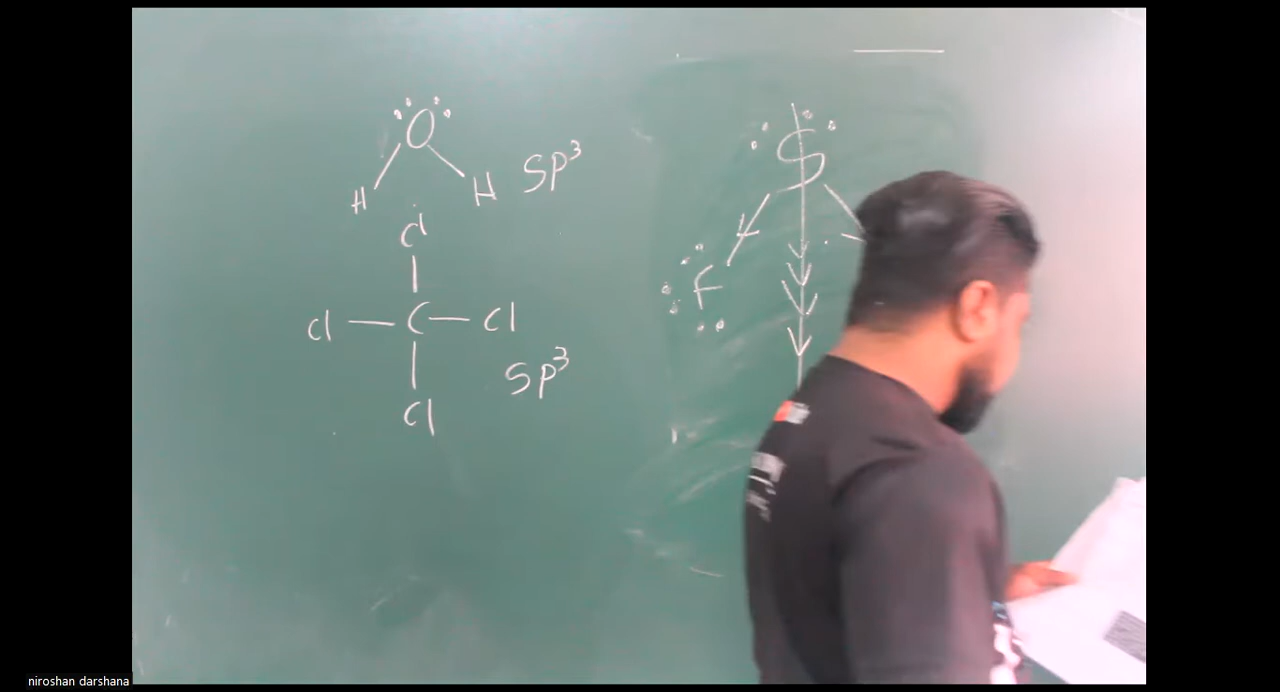 O
H H SP³
Cl
Cl — C — Cl
SP³
Cl
S
F
niroshan darshana